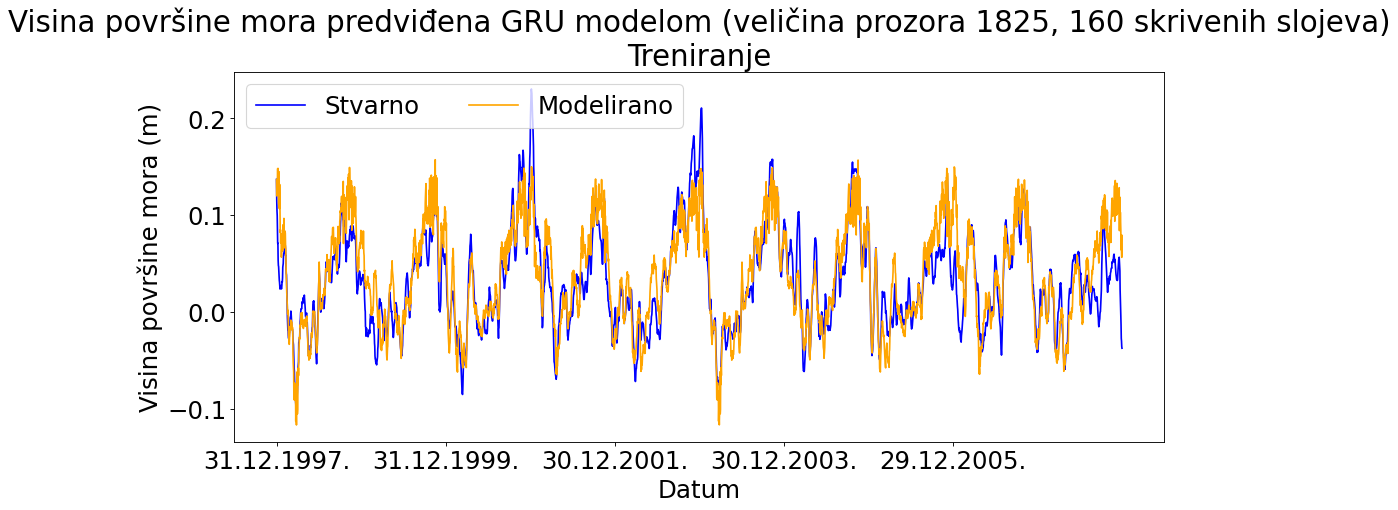 Visina površine mora predviđena GRU modelom (veličina prozora 1825, 160 skrivenih slojeva)
Treniranje
Stvarno Modelirano
Visina površine mora (m)
0.2
0.1
0.0
−0.1
31.12.1997. 31.12.1999. 30.12.2001. 30.12.2003. 29.12.2005.
Datum